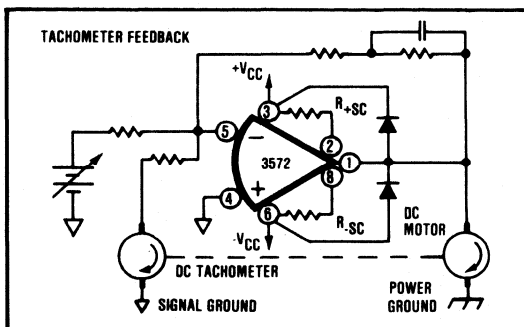 TACHOMETER FEEDBACK
+VCC
R+SC
3
2
5
−
3572
1
4
+
8
6
R-SC
-VCC
DC
MOTOR
DC TACHOMETER
POWER
GROUND
SIGNAL GROUND